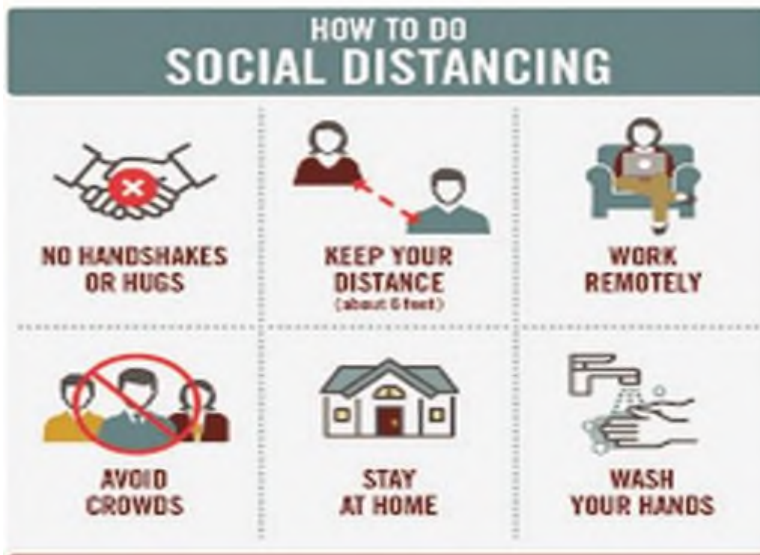 HOW TO DO
SOCIAL DISTANCING
NO HANDSHAKES
OR HUGS
KEEP YOUR
DISTANCE
(about 6 feet)
WORK
REMOTELY
AVOID
CROWDS
STAY
AT HOME
WASH
YOUR HANDS